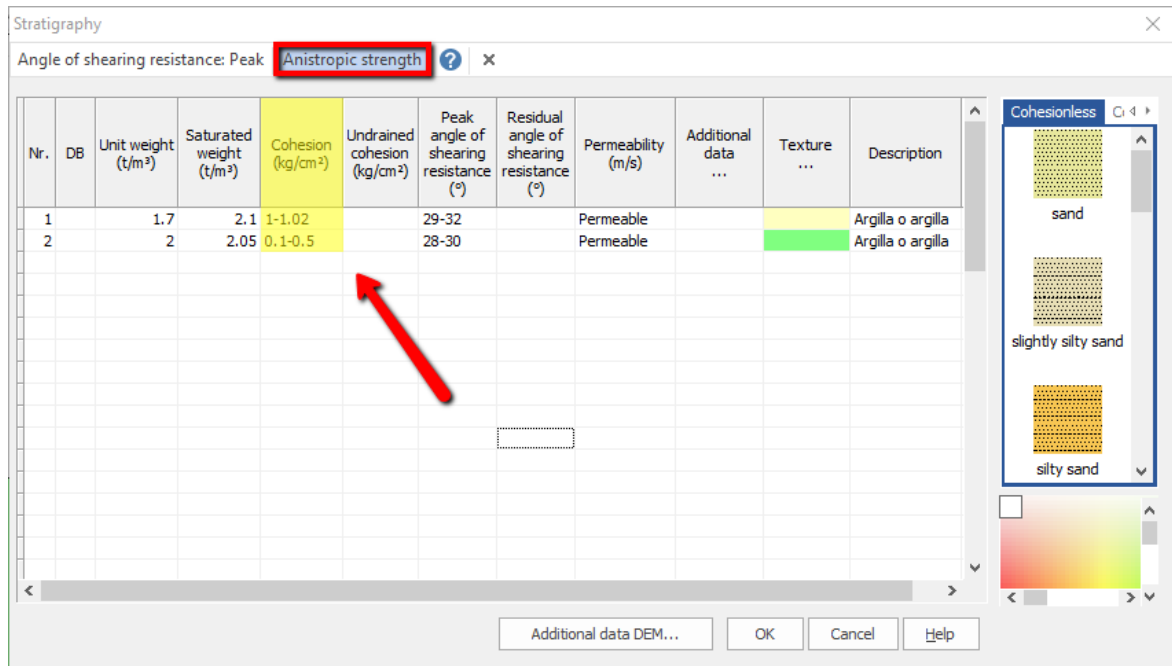 Stratigraphy
Angle of shearing resistance: Peak Anistropic strength ? ×
Nr. DB Unit weight (t/m³) Saturated weight (t/m³) Cohesion (kg/cm²) Undrained cohesion (kg/cm²) Peak angle of shearing resistance (°) Residual angle of shearing resistance (°) Permeability (m/s) Additional data ... Texture ... Description
1 1.7 2.1 1-1.02 29-32 Permeable Argilla o argilla
2 2 2.05 0.1-0.5 28-30 Permeable Argilla o argilla
Cohesionless
sand
slightly silty sand
silty sand
Additional data DEM... OK Cancel Help